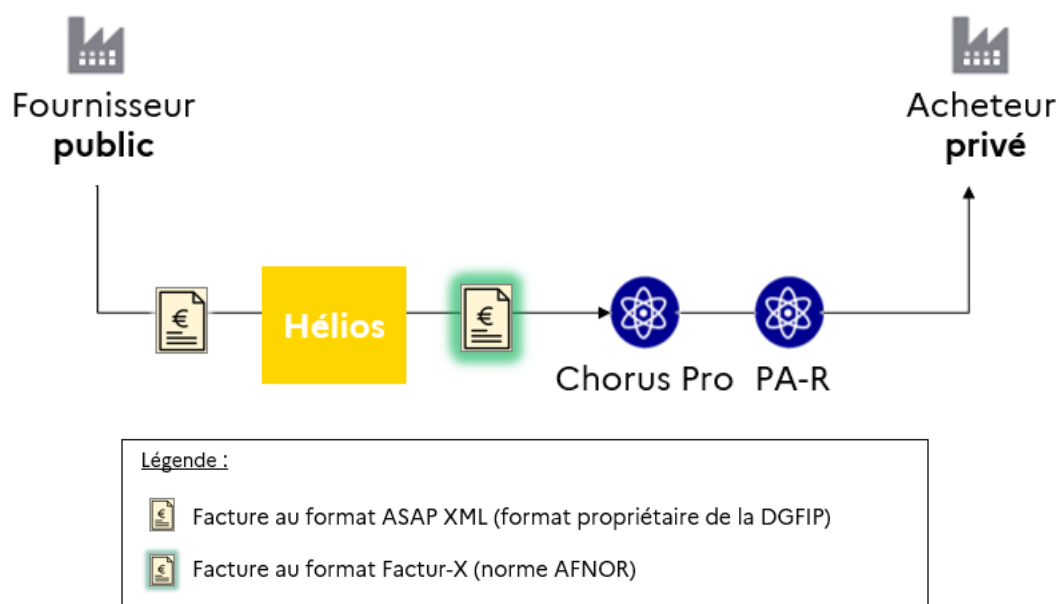 Fournisseur
public
Acheteur
privé
€
Hélios
€
Chorus Pro
PA-R
Légende :
€
Facture au format ASAP XML (format propriétaire de la DGFIP)
€
Facture au format Factur-X (norme AFNOR)